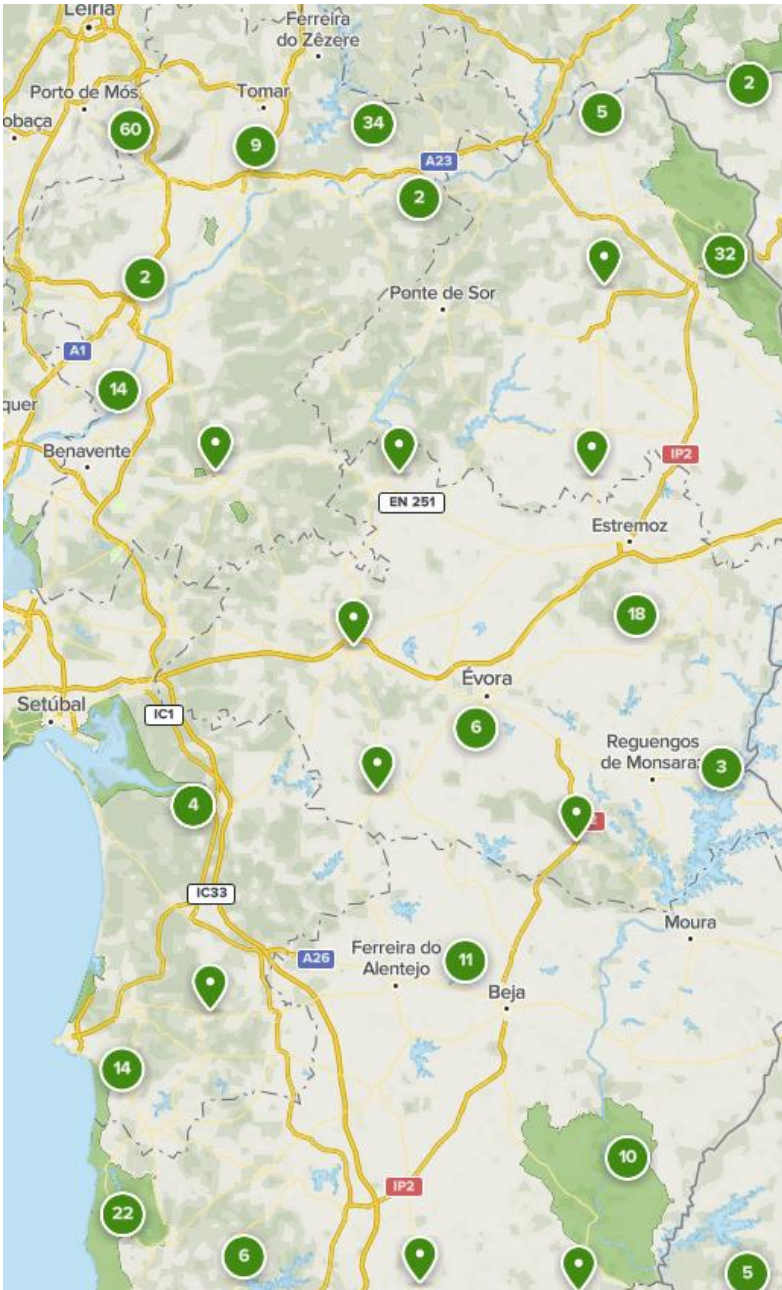 Leiria
Ferreira
do Zêzere
2
Porto de Mós
Tomar
5
obaça
60
34
9
A23
2
32
2
Ponte de Sor
A1
14
quer
Benavente
IP2
EN 251
Estremoz
18
Évora
Setúbal
IC1
6
Reguengos
de Monsara
3
4
IC33
Moura
Ferreira do
Alentejo
A26
11
Beja
14
10
IP2
22
6
5